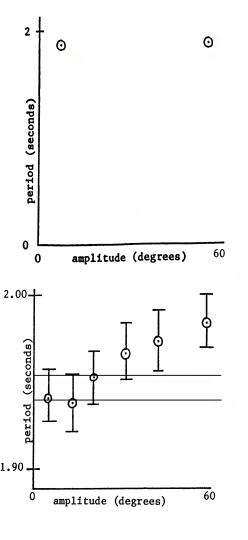 2
period (seconds)
0
0
amplitude (degrees)
60
2.00
period (seconds)
1.90
0
amplitude (degrees)
60